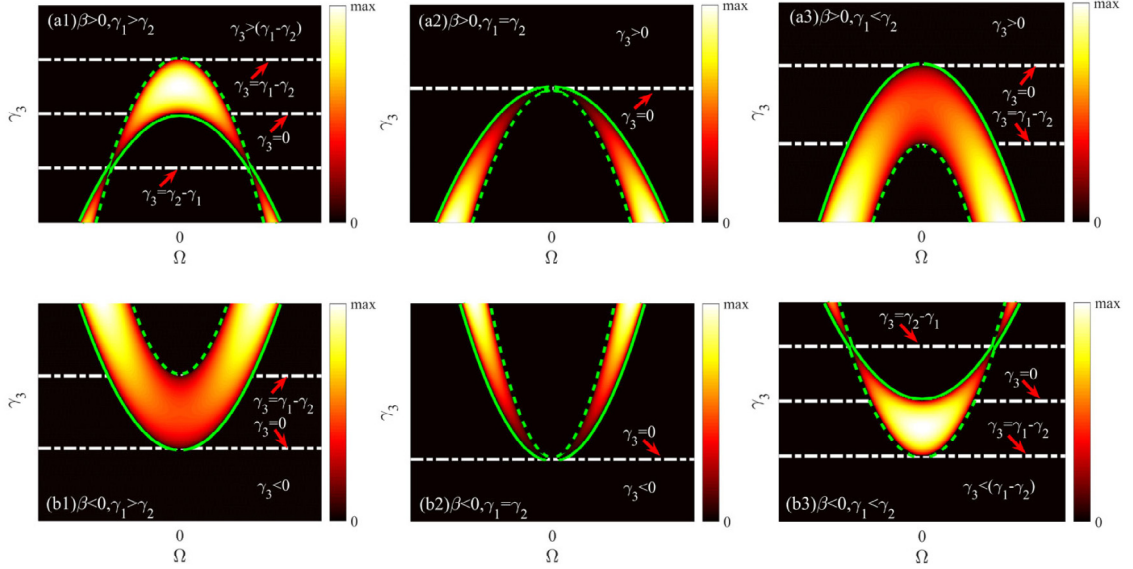 (a1)β>0,γ₁>γ₂
γ₃>(γ₁-γ₂)
γ₃=γ₁-γ₂
γ₃=0
γ₃=γ₂-γ₁
γ₃
0
Ω
max
0
(a2)β>0,γ₁=γ₂
γ₃>0
γ₃=0
γ₃
0
Ω
max
0
(a3)β>0,γ₁<γ₂
γ₃>0
γ₃=0
γ₃=γ₁-γ₂
γ₃
0
Ω
max
0
γ₃=γ₁-γ₂
γ₃=0
γ₃<0
(b1)β<0,γ₁>γ₂
γ₃
0
Ω
max
0
γ₃=0
γ₃<0
(b2)β<0,γ₁=γ₂
γ₃
0
Ω
max
0
γ₃=γ₂-γ₁
γ₃=0
γ₃=γ₁-γ₂
γ₃<(γ₁-γ₂)
(b3)β<0,γ₁<γ₂
γ₃
0
Ω
max
0